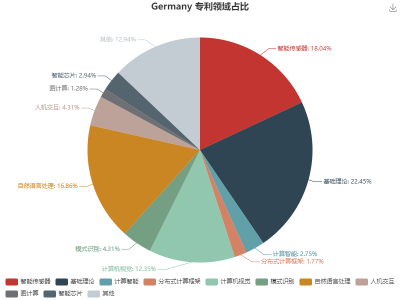 Germany 专利领域占比
其他: 12.94%
智能传感器: 18.04%
智能芯片: 2.94%
图计算: 1.28%
人机交互: 4.31%
基础理论: 22.45%
自然语言处理: 16.86%
模式识别: 4.31%
计算智能: 2.75%
分布式计算框架: 1.77%
计算机视觉: 12.35%
智能传感器 基础理论 计算智能 分布式计算框架 计算机视觉 模式识别 自然语言处理 人机交互
图计算 智能芯片 其他